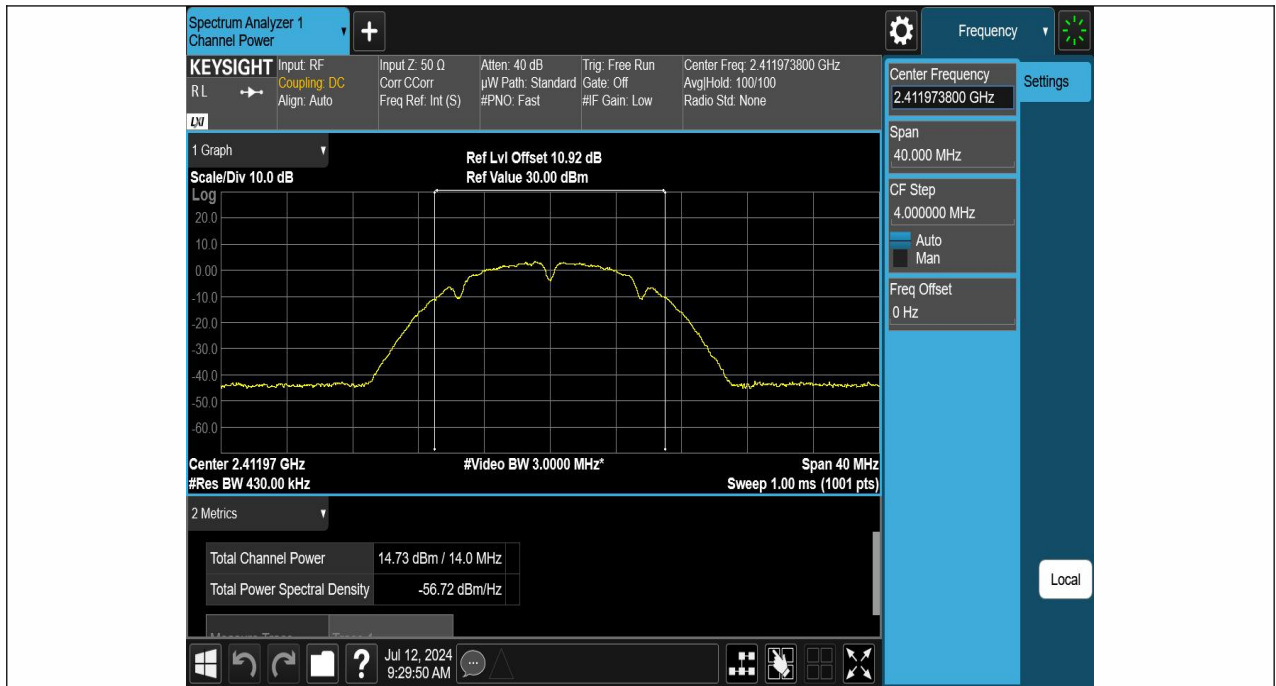 Spectrum Analyzer 1
Channel Power
+
Frequency
KEYSIGHT
R L
LXI
Input: RF
Coupling: DC
Align: Auto
Input Z: 50 Ω
Corr CCorr
Freq Ref: Int (S)
Atten: 40 dB
µW Path: Standard
#PNO: Fast
Trig: Free Run
Gate: Off
#IF Gain: Low
Center Freq: 2.411973800 GHz
Avg|Hold: 100/100
Radio Std: None
Center Frequency
2.411973800 GHz
Settings
Span
40.000 MHz
CF Step
4.000000 MHz
Auto
Man
Freq Offset
0 Hz
Local
1 Graph
Scale/Div 10.0 dB
Ref Lvl Offset 10.92 dB
Ref Value 30.00 dBm
Log
20.0
10.0
0.00
-10.0
-20.0
-30.0
-40.0
-50.0
-60.0
Center 2.41197 GHz
#Video BW 3.0000 MHz*
Span 40 MHz
#Res BW 430.00 kHz
Sweep 1.00 ms (1001 pts)
2 Metrics
Total Channel Power 14.73 dBm / 14.0 MHz
Total Power Spectral Density -56.72 dBm/Hz
?
Jul 12, 2024
9:29:50 AM